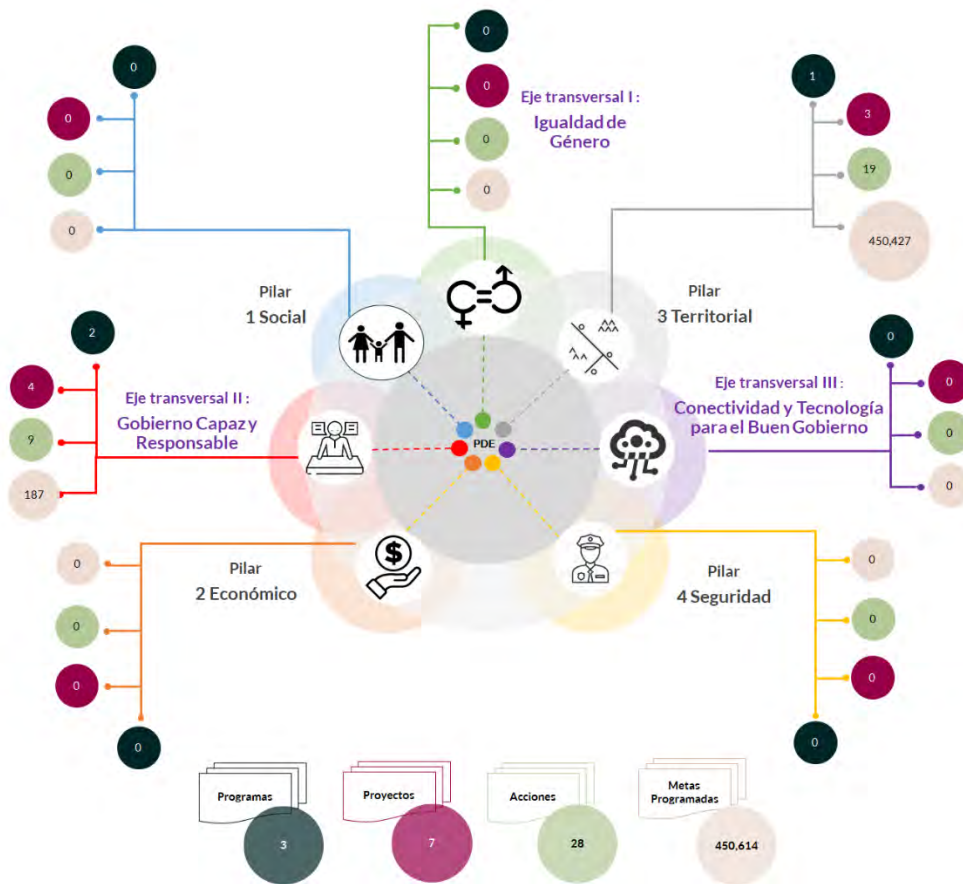 0
0
0
0
0
0
0
0
Eje transversal I :
Igualdad de
Género
1
3
19
450,427
Pilar
1 Social
Pilar
3 Territorial
2
4
9
187
Eje transversal II :
Gobierno Capaz y
Responsable
PDE
Eje transversal III :
Conectividad y Tecnología
para el Buen Gobierno
0
0
0
0
0
0
0
0
Pilar
2 Económico
$
Pilar
4 Seguridad
0
0
0
0
Programas
3
Proyectos
7
Acciones
28
Metas
Programadas
450,614